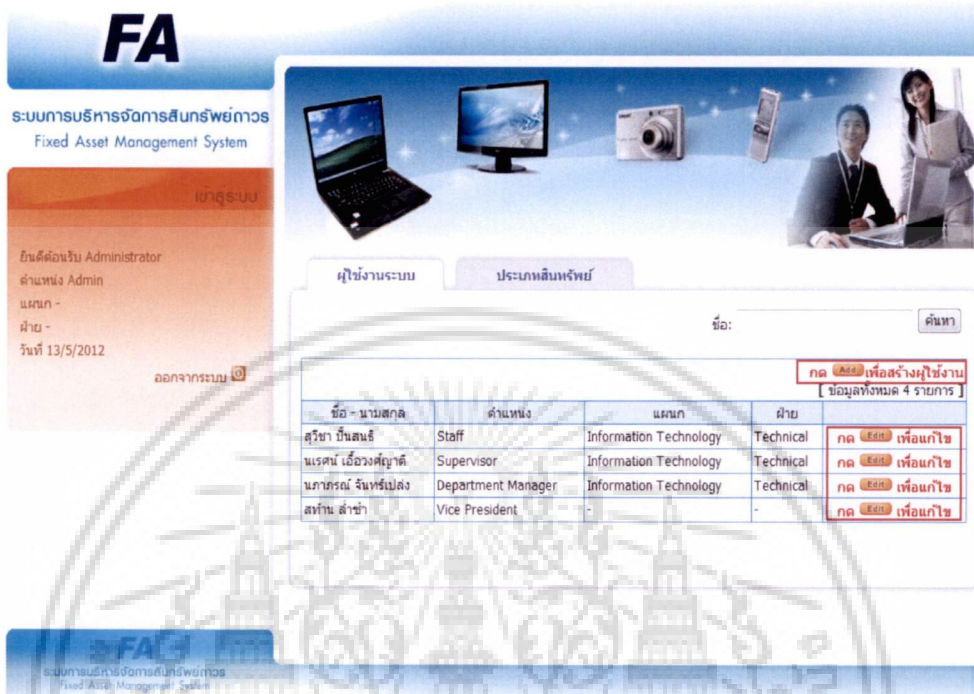 FA
ระบบการบริหารจัดการสินทรัพย์ถาวร
Fixed Asset Management System
เข้าสู่ระบบ
ยินดีต้อนรับ Administrator
ตำแหน่ง Admin
แผนก -
ฝ่าย -
วันที่ 13/5/2012
ออกจากระบบ
ผู้ใช้งานระบบ ประเภทสินทรัพย์
ชื่อ: ค้นหา
กด Add เพื่อสร้างผู้ใช้งาน
[ ข้อมูลทั้งหมด 4 รายการ ]
ชื่อ - นามสกุล ตำแหน่ง แผนก ฝ่าย
สุวิชา ปั้นสนธิ Staff Information Technology Technical กด Edit เพื่อแก้ไข
นเรศน์ เอื้อวงศ์ญาติ Supervisor Information Technology Technical กด Edit เพื่อแก้ไข
นภาภรณ์ จันทร์เปล่ง Department Manager Information Technology Technical กด Edit เพื่อแก้ไข
สท้าน ล่ำซำ Vice President - - กด Edit เพื่อแก้ไข
FA
ระบบการบริหารจัดการสินทรัพย์ถาวร
Fixed Asset Management System